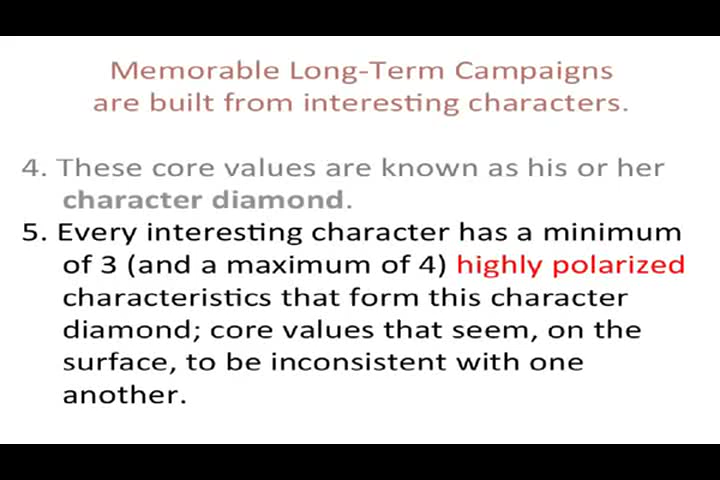 Memorable Long-Term Campaigns
are built from interesting characters.
4. These core values are known as his or her
character diamond.
5. Every interesting character has a minimum
of 3 (and a maximum of 4) highly polarized
characteristics that form this character
diamond; core values that seem, on the
surface, to be inconsistent with one
another.